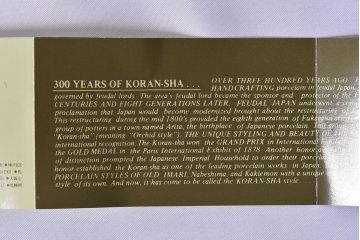 300 YEARS OF KORAN-SHA . . . OVER THREE HUNDRED YEARS AGO
HANDCRAFTING porcelain in feudal Japan.
governed by feudal lords. The area's feudal lord became the sponsor and protector of the
CENTURIES AND EIGHT GENERATIONS LATER, FEUDAL JAPAN underwent a
proclamation that Japan would become modernized brought about the restructuring
This restructuring during the mid 1800's provided the eighth generation of Fukagawa
group of potters in a town named Arita, the birthplace of Japanese porcelain. This
"Koran-sha" (meaning "Orchid style"). THE UNIQUE STYLING AND BEAUTY OF
international recognition. The Koran-sha won the GRAND PRIX in International
the GOLD MEDAL in the Paris International Exhibit of 1878. Another honor
of distinction prompted the Japanese Imperial Household to order their porcelain
honor established the Koran-sha as one of the leading porcelain works in Japan.
PORCELAIN STYLES OF OLD IMARI, Nabeshima, and Kakiemon with a unique
style of its own. And now, it has come to be called the KORAN-SHA style